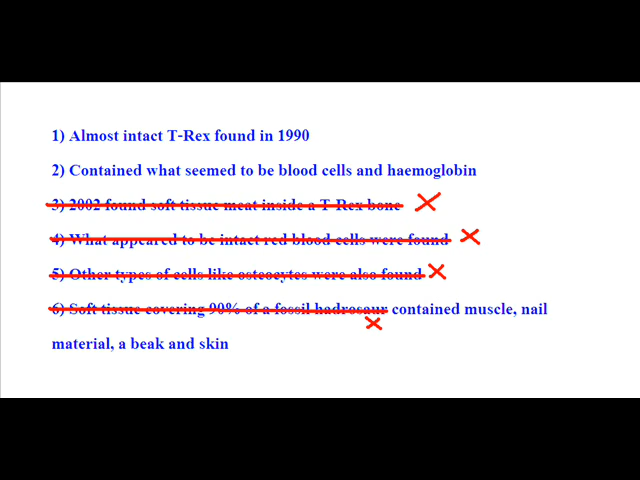 1) Almost intact T-Rex found in 1990
2) Contained what seemed to be blood cells and haemoglobin
3) 2002 found soft tissue meat inside a T-Rex bone
4) What appeared to be intact red blood cells were found
5) Other types of cells like osteocytes were also found
6) Soft tissue covering 90% of a fossil hadrosaur contained muscle, nail
material, a beak and skin